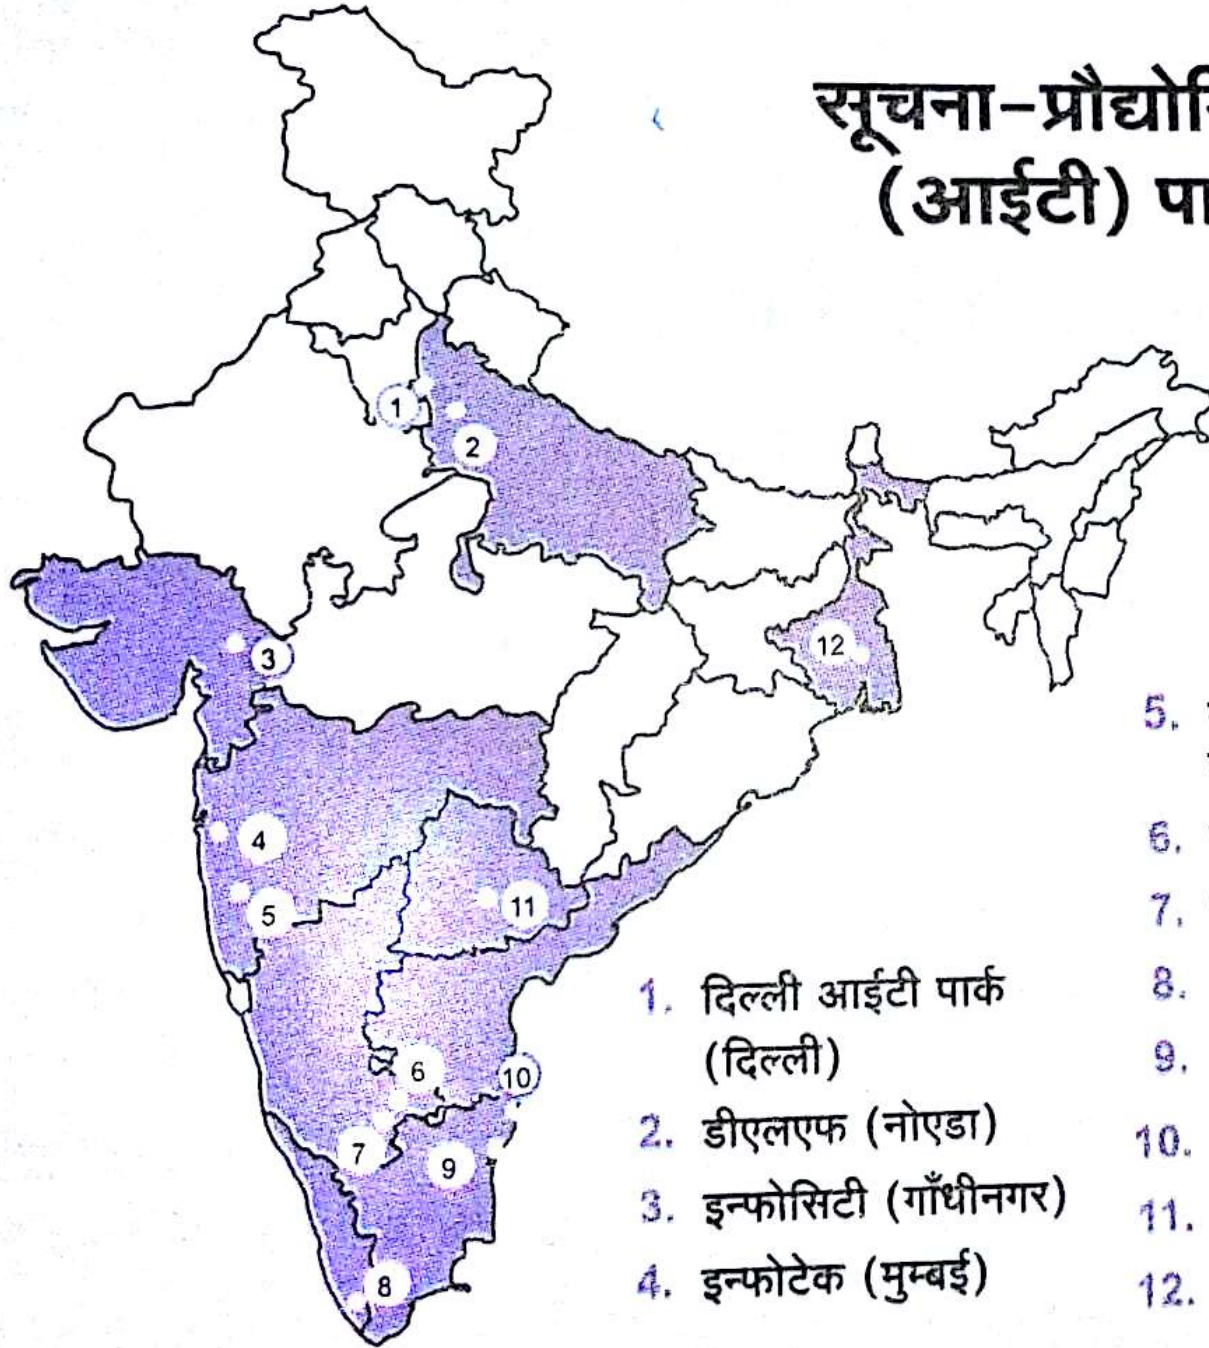 सूचना-प्रौद्योगि
(आईटी) पा
1
2
3
12
4
5
11
6
10
7
9
8
1. दिल्ली आईटी पार्क
(दिल्ली)
2. डीएलएफ (नोएडा)
3. इन्फोसिटी (गाँधीनगर)
4. इन्फोटेक (मुम्बई)
5.
6.
7.
8.
9.
10.
11.
12.